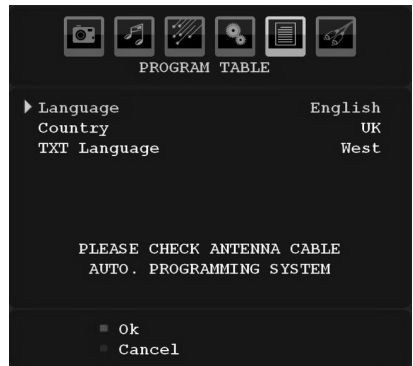 PROGRAM TABLE
Language English
Country UK
TXT Language West
PLEASE CHECK ANTENNA CABLE
AUTO. PROGRAMMING SYSTEM
Ok
Cancel